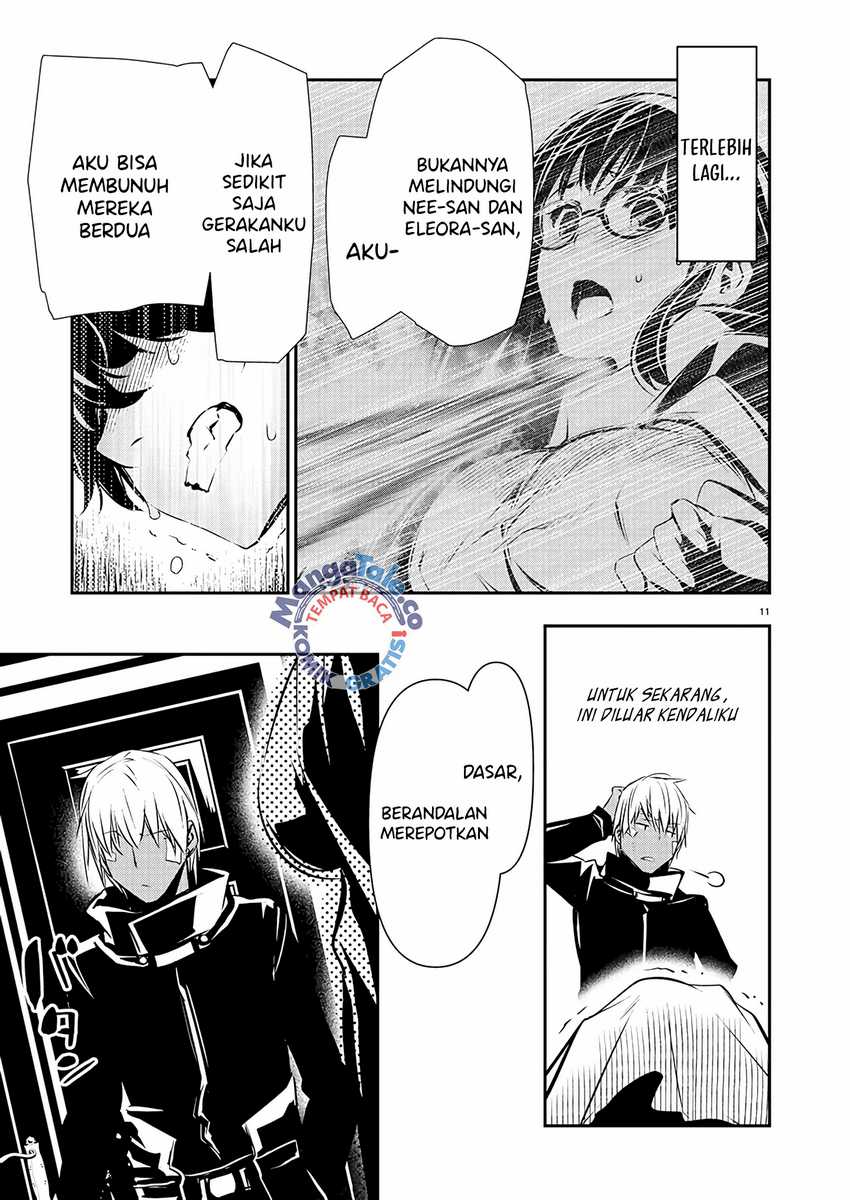 TERLEBIH
LAGI...
BUKANNYA
MELINDUNGI
NEE-SAN DAN
ELEORA-SAN,
AKU-
JIKA
SEDIKIT
SAJA
GERAKANKU
SALAH
AKU BISA
MEMBUNUH
MEREKA
BERDUA
MangaTale.co
TEMPAT BACA
KOMIK GRATIS
11
UNTUK SEKARANG,
INI DILUAR KENDALIKU
DASAR,
BERANDALAN
MEREPOTKAN